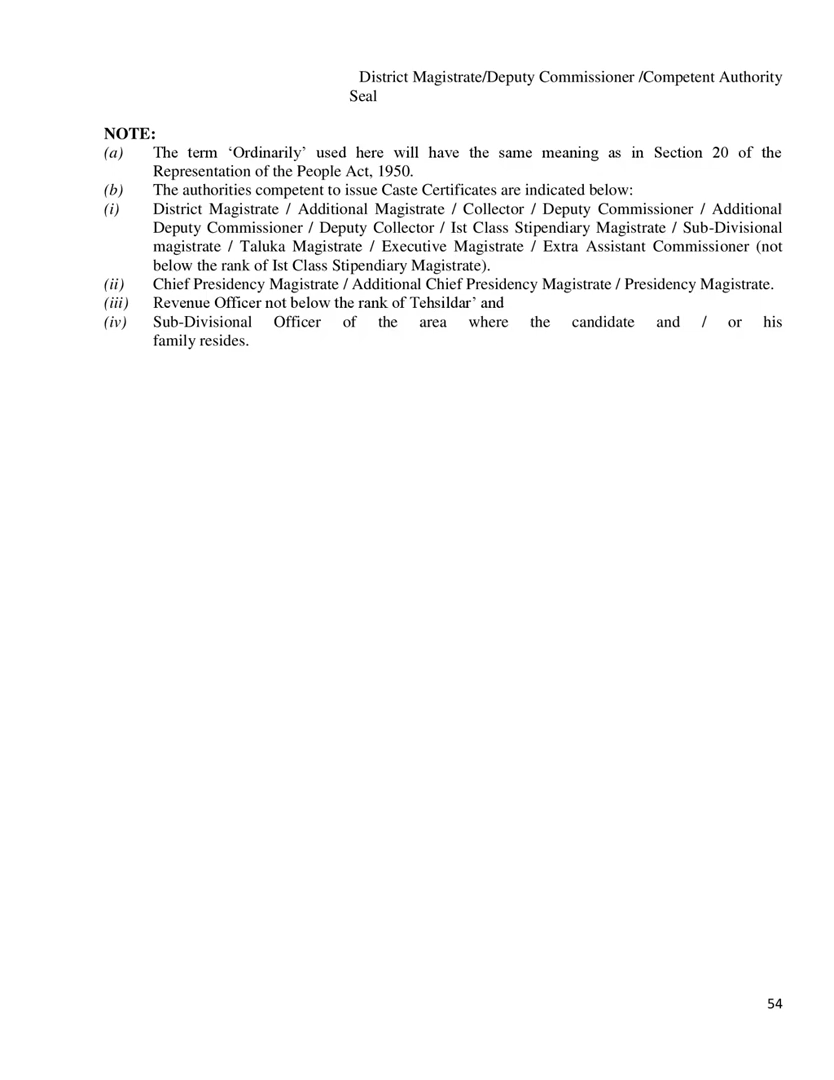 District Magistrate/Deputy Commissioner /Competent Authority
Seal
NOTE:
(a) The term ‘Ordinarily’ used here will have the same meaning as in Section 20 of the
Representation of the People Act, 1950.
(b) The authorities competent to issue Caste Certificates are indicated below:
(i) District Magistrate / Additional Magistrate / Collector / Deputy Commissioner / Additional
Deputy Commissioner / Deputy Collector / Ist Class Stipendiary Magistrate / Sub-Divisional
magistrate / Taluka Magistrate / Executive Magistrate / Extra Assistant Commissioner (not
below the rank of Ist Class Stipendiary Magistrate).
(ii) Chief Presidency Magistrate / Additional Chief Presidency Magistrate / Presidency Magistrate.
(iii) Revenue Officer not below the rank of Tehsildar’ and
(iv) Sub-Divisional Officer of the area where the candidate and / or his
family resides.
54